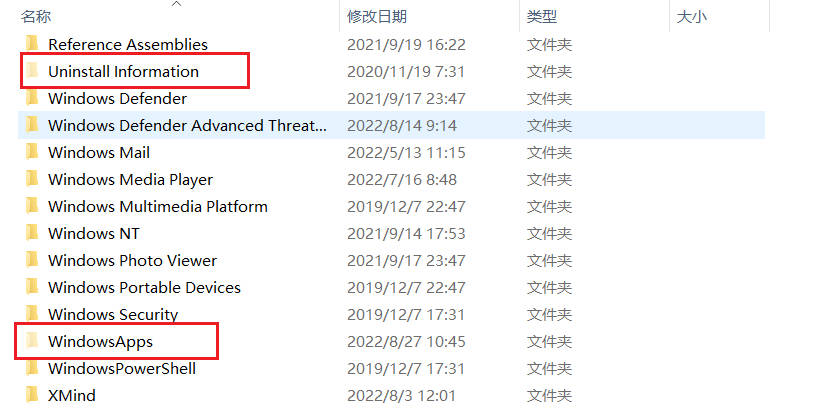 名称 修改日期 类型 大小
Reference Assemblies 2021/9/19 16:22 文件夹
Uninstall Information 2020/11/19 7:31 文件夹
Windows Defender 2021/9/17 23:47 文件夹
Windows Defender Advanced Threat... 2022/8/14 9:14 文件夹
Windows Mail 2022/5/13 11:15 文件夹
Windows Media Player 2022/7/16 8:48 文件夹
Windows Multimedia Platform 2019/12/7 22:47 文件夹
Windows NT 2021/9/14 17:53 文件夹
Windows Photo Viewer 2021/9/17 23:47 文件夹
Windows Portable Devices 2019/12/7 22:47 文件夹
Windows Security 2019/12/7 17:31 文件夹
WindowsApps 2022/8/27 10:45 文件夹
WindowsPowerShell 2019/12/7 17:31 文件夹
XMind 2022/8/3 12:01 文件夹